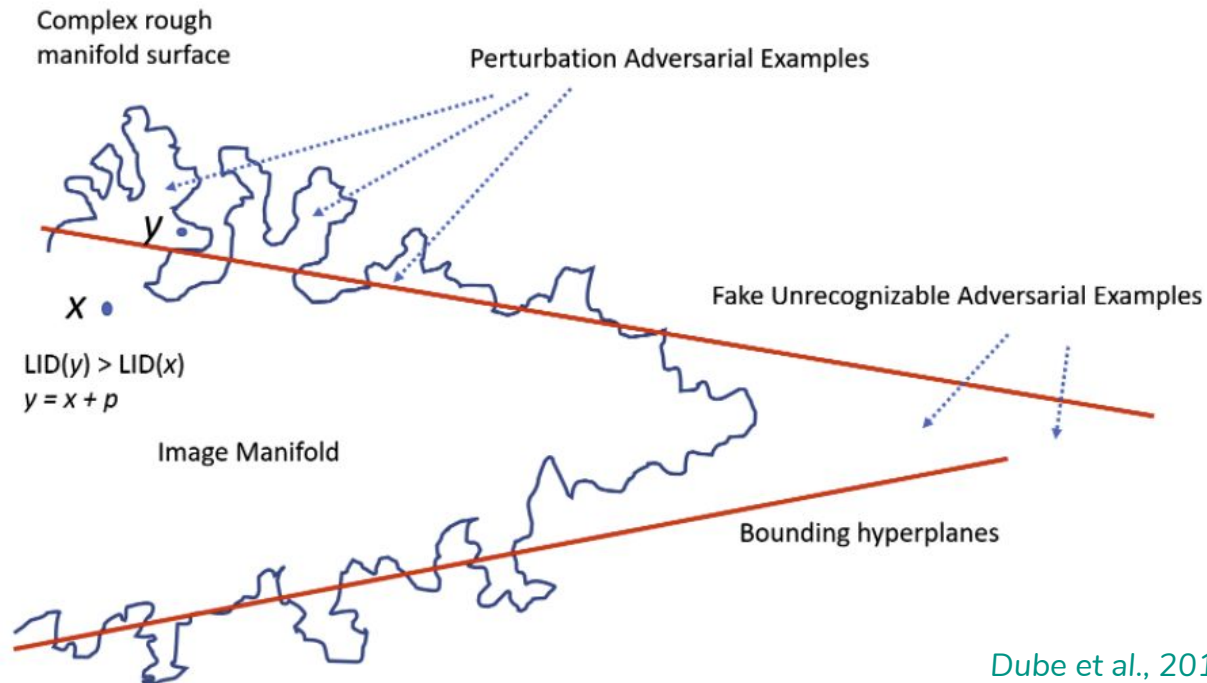 Complex rough
manifold surface
Perturbation Adversarial Examples
y
x
Fake Unrecognizable Adversarial Examples
LID(y) > LID(x)
y = x + p
Image Manifold
Bounding hyperplanes
Dube et al., 201